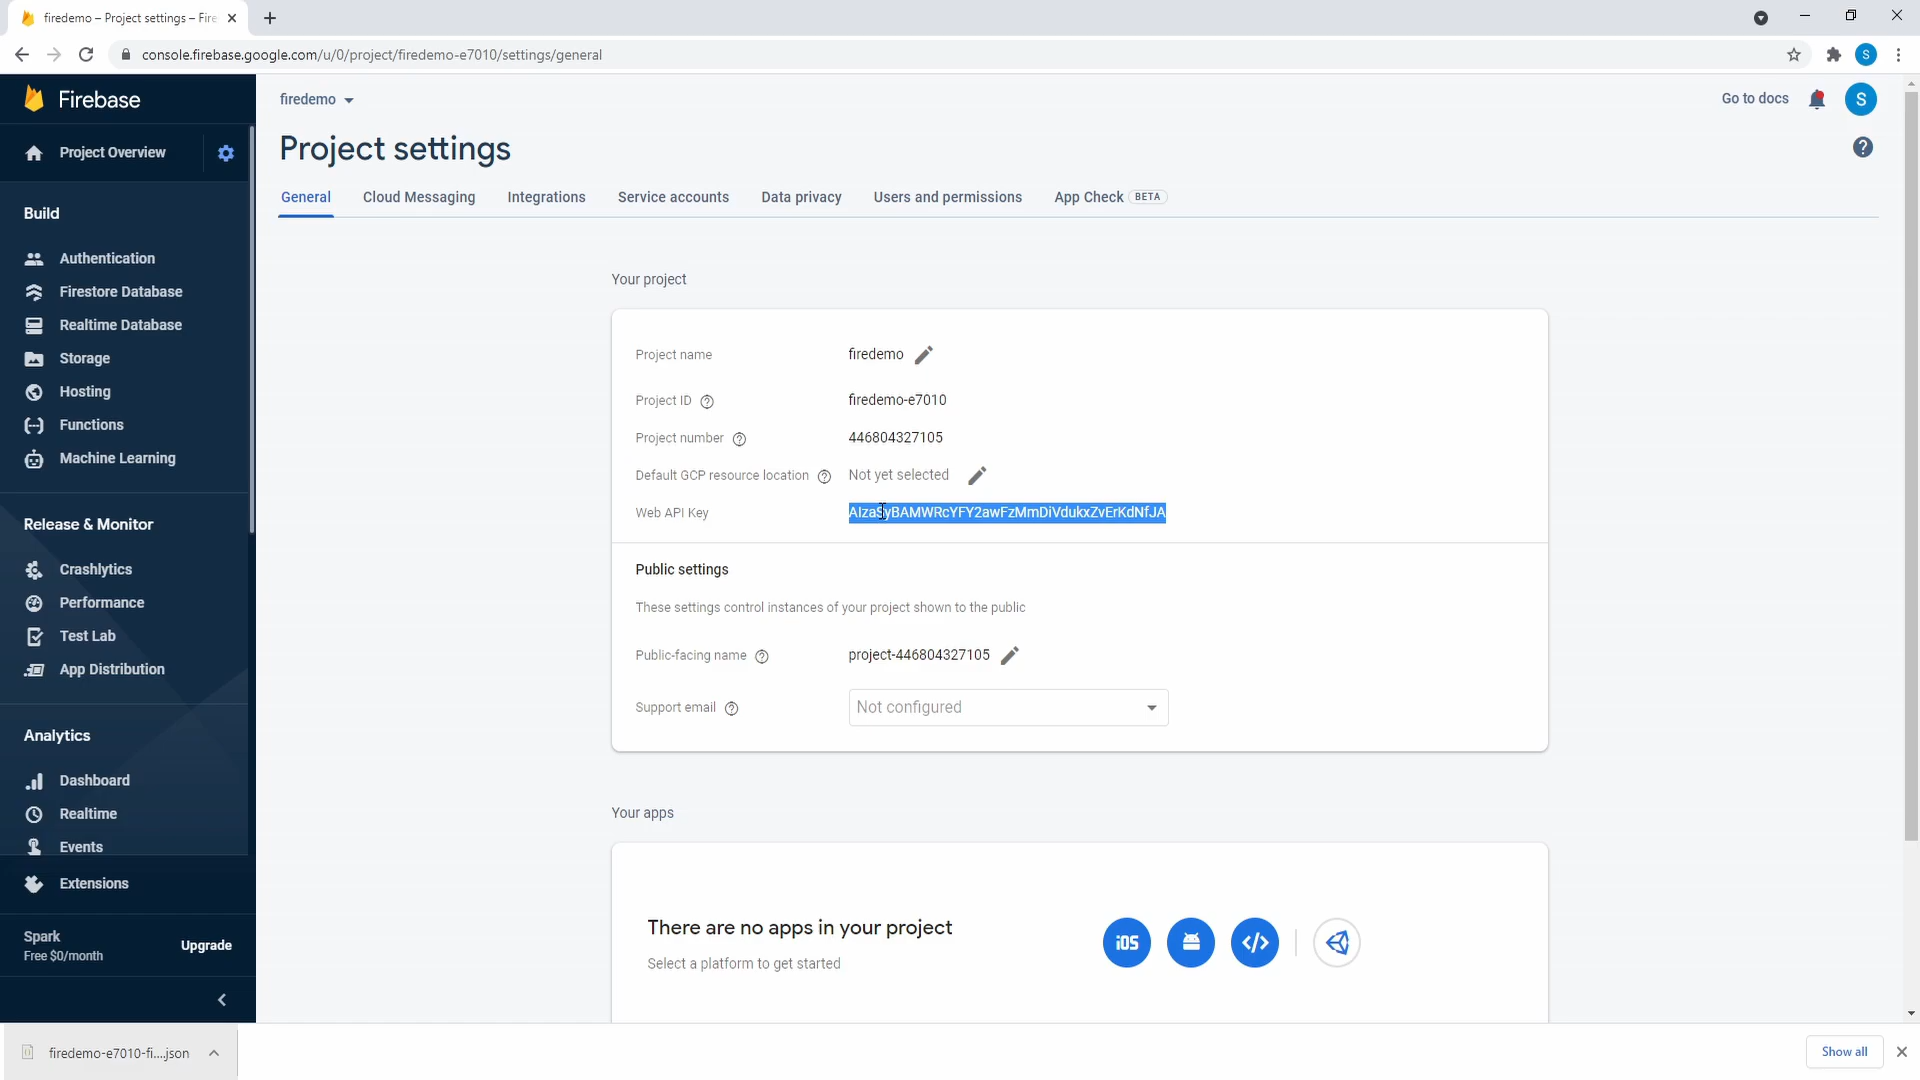 firedemo – Project settings – Fire
console.firebase.google.com/u/0/project/firedemo-e7010/settings/general
S
Firebase
firedemo
Go to docs
S
Project Overview
Project settings
General
Cloud Messaging
Integrations
Service accounts
Data privacy
Users and permissions
App Check BETA
Build
Authentication
Firestore Database
Realtime Database
Storage
Hosting
Functions
Machine Learning
Release & Monitor
Crashlytics
Performance
Test Lab
App Distribution
Analytics
Dashboard
Realtime
Events
Extensions
Spark
Free $0/month
Upgrade
Your project
Project name firedemo
Project ID firedemo-e7010
Project number 446804327105
Default GCP resource location Not yet selected
Web API Key AIzaSyBAMWRcYFY2awFzMmDiVdukxZvErKdNfJA
Public settings
These settings control instances of your project shown to the public
Public-facing name project-446804327105
Support email Not configured
Your apps
There are no apps in your project
Select a platform to get started
iOS
firedemo-e7010-fi....json
Show all